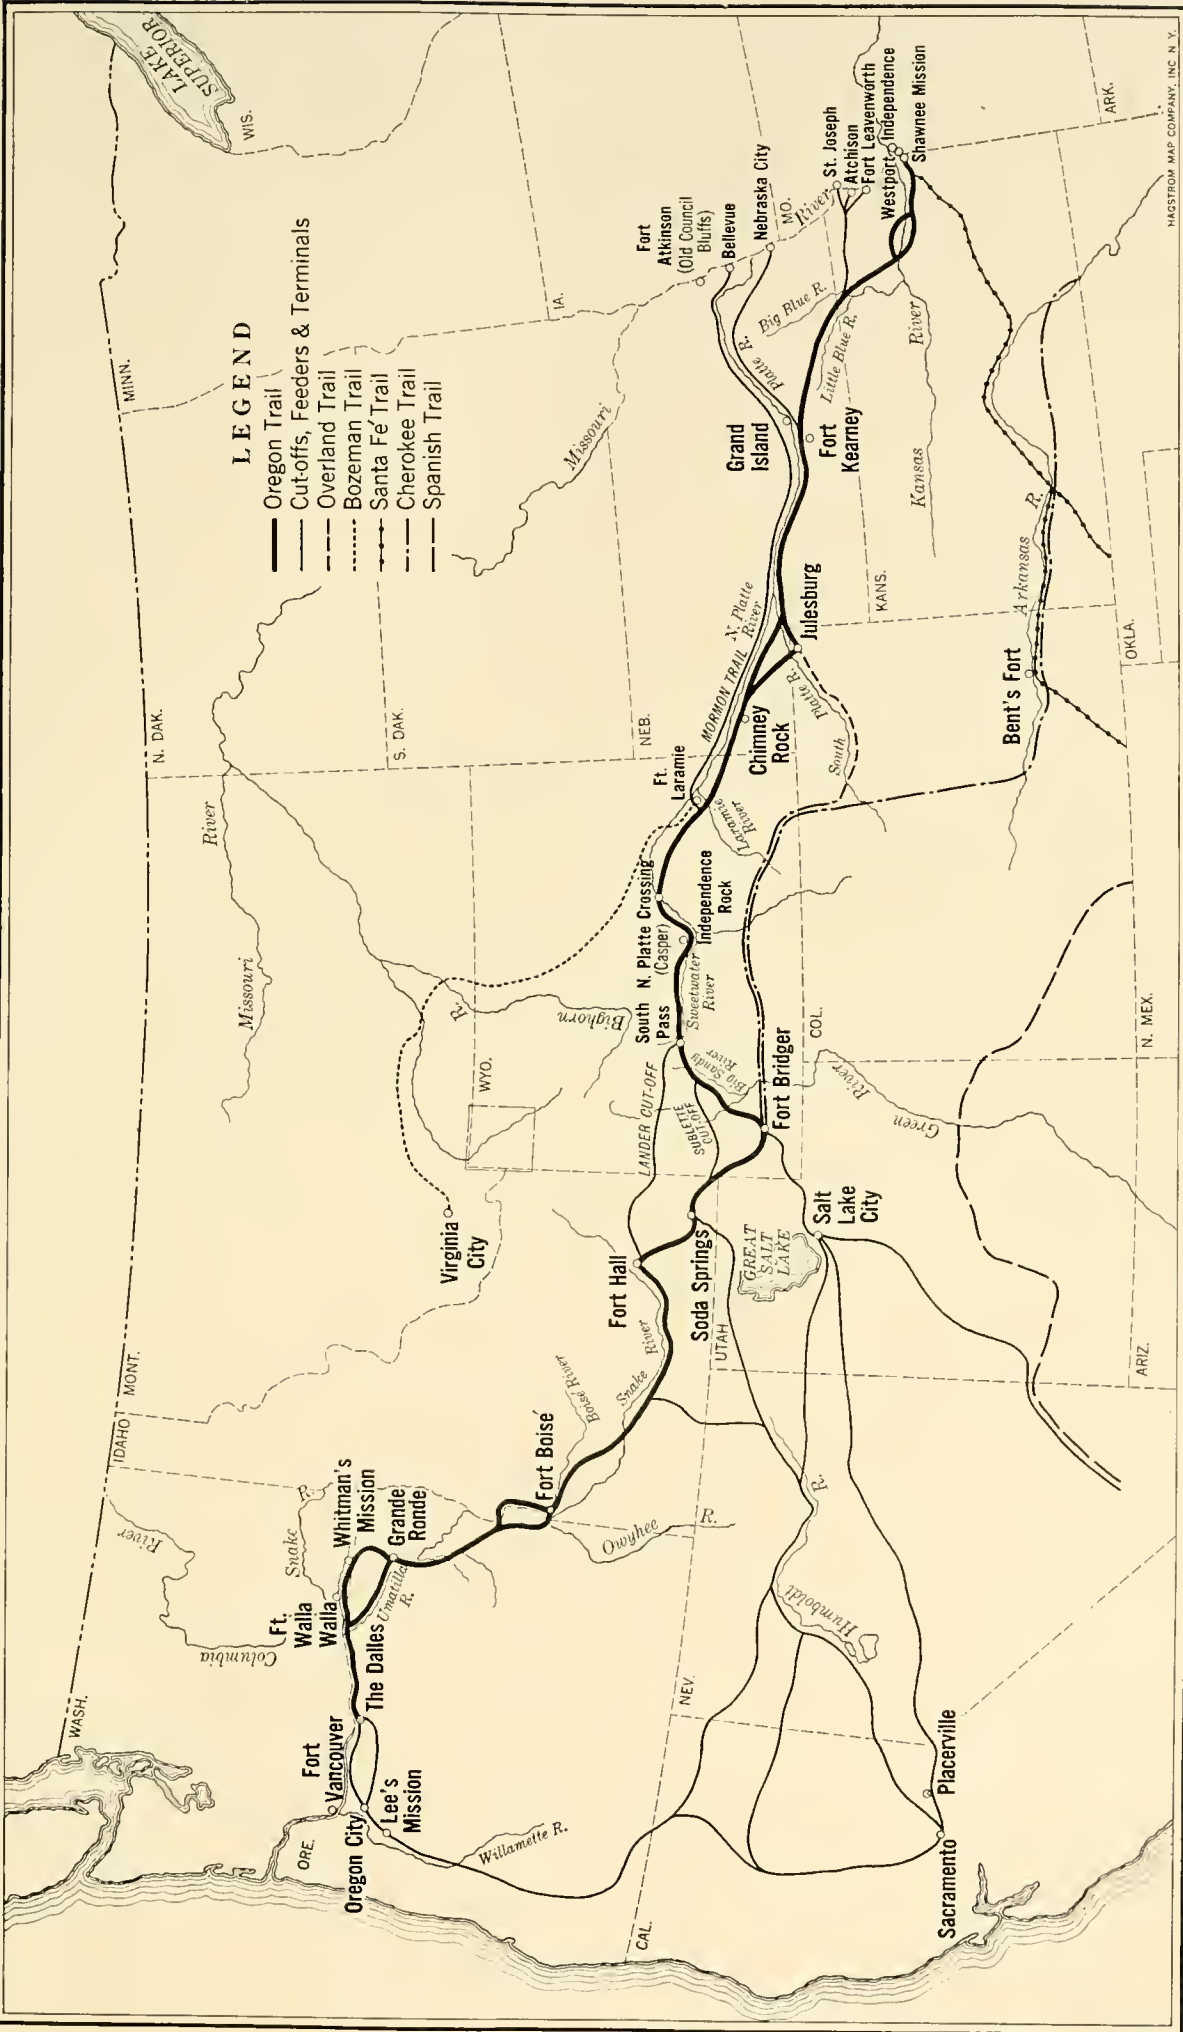 LEGEND
Oregon Trail
Cut-offs, Feeders & Terminals
Overland Trail
Bozeman Trail
Santa Fé Trail
Cherokee Trail
Spanish Trail
LAKE
SUPERIOR
WIS.
MINN.
IA.
N. DAK.
S. DAK.
NEB.
MO.
ARK.
KANS.
OKLA.
COL.
N. MEX.
WYO.
MONT.
IDAHO
UTAH
ARIZ.
NEV.
CAL.
ORE.
WASH.
Missouri
River
Missouri
River
Fort
Atkinson
(Old Council
Bluffs)
Bellevue
Nebraska City
St. Joseph
Atchison
Fort Leavenworth
Independence
Westport
Shawnee Mission
Big Blue R.
Little Blue R.
Platte R.
Kansas
River
Grand
Island
Fort
Kearney
N. Platte
River
MORMON TRAIL
Julesburg
South
Platte R.
Arkansas
R.
Bent's Fort
Chimney
Rock
Ft.
Laramie
Laramie
River
N. Platte Crossing
(Casper)
Independence
Rock
Sweetwater
River
South
Pass
Bighorn
R.
Big Sandy
River
LANDER CUT-OFF
SUBLETTE
CUT-OFF
Fort Bridger
Green
River
Virginia
City
Salt
Lake
City
GREAT
SALT
LAKE
Soda Springs
Fort Hall
Snake
River
Boisé River
Fort Boisé
Owyhee
R.
Humboldt
R.
Whitman's
Mission
Grande
Ronde
Snake
R.
Umatilla
R.
Ft.
Walla
Walla
Columbia
River
The Dalles
Fort
Vancouver
Oregon City
Lee's
Mission
Willamette R.
Placerville
Sacramento
HAGSTROM MAP COMPANY, INC N.Y.